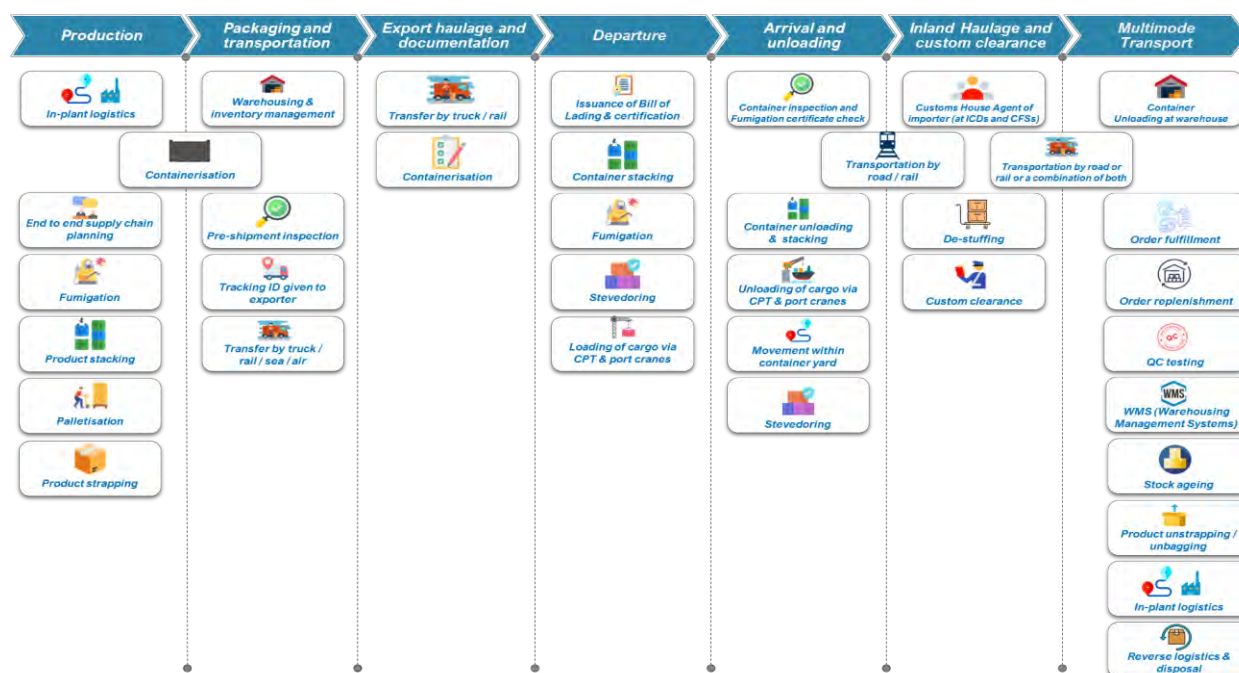 Production
Packaging and
transportation
Export haulage and
documentation
Departure
Arrival and
unloading
Inland Haulage and
custom clearance
Multimode
Transport
In-plant logistics
Containerisation
End to end supply chain
planning
Fumigation
Product stacking
Palletisation
Product strapping
Warehousing &
inventory management
Pre-shipment inspection
Tracking ID given to
exporter
Transfer by truck /
rail / sea / air
Transfer by truck / rail
Containerisation
Issuance of Bill of
Lading & certification
Container stacking
Fumigation
Stevedoring
Loading of cargo via
CPT & port cranes
Container inspection and
Fumigation certificate check
Transportation by
road / rail
Container unloading
& stacking
Unloading of cargo via
CPT & port cranes
Movement within
container yard
Stevedoring
Customs House Agent of
importer (at ICDs and CFSs)
Transportation by road or
rail or a combination of both
De-stuffing
Custom clearance
Container
Unloading at warehouse
Order fulfillment
Order replenishment
QC
QC testing
WMS
WMS (Warehousing
Management Systems)
Stock ageing
Product unstrapping /
unbagging
In-plant logistics
Reverse logistics &
disposal